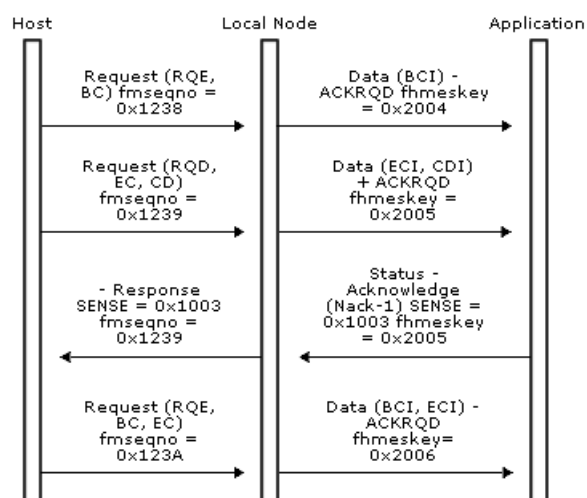 Host
Local Node
Application
Request (RQE,
BC) fmseqno =
0x1238
Data (BCI) -
ACKRQD fhmeskey
= 0x2004
Request (RQD,
EC, CD)
fmseqno =
0x1239
Data (ECI, CDI)
+ ACKRQD
fhmeskey =
0x2005
- Response
SENSE = 0x1003
fmseqno =
0x1239
Status -
Acknowledge
(Nack-1) SENSE =
0x1003 fhmeskey
= 0x2005
Request (RQE,
BC, EC)
fmseqno =
0x123A
Data (BCI, ECI) -
ACKRQD
fhmeskey=
0x2006